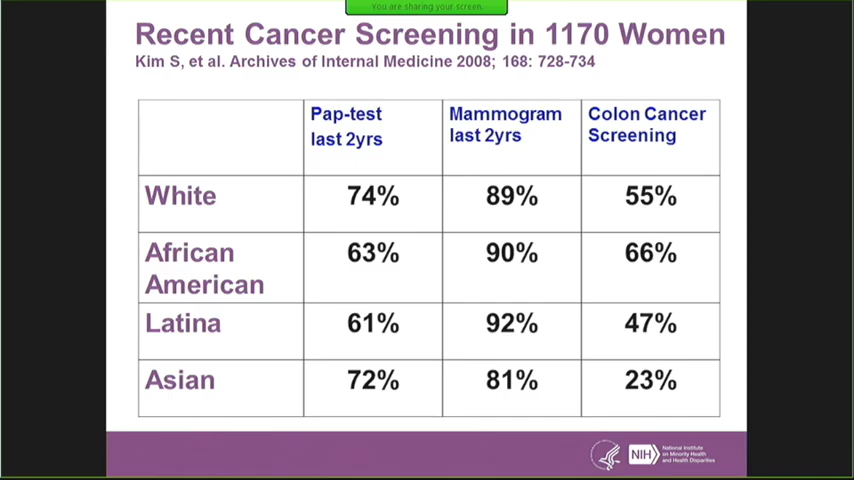 You are sharing your screen.
Recent Cancer Screening in 1170 Women
Kim S, et al. Archives of Internal Medicine 2008; 168: 728-734
Pap-test last 2yrs Mammogram last 2yrs Colon Cancer Screening
White 74% 89% 55%
African American 63% 90% 66%
Latina 61% 92% 47%
Asian 72% 81% 23%
NIH National Institute on Minority Health and Health Disparities